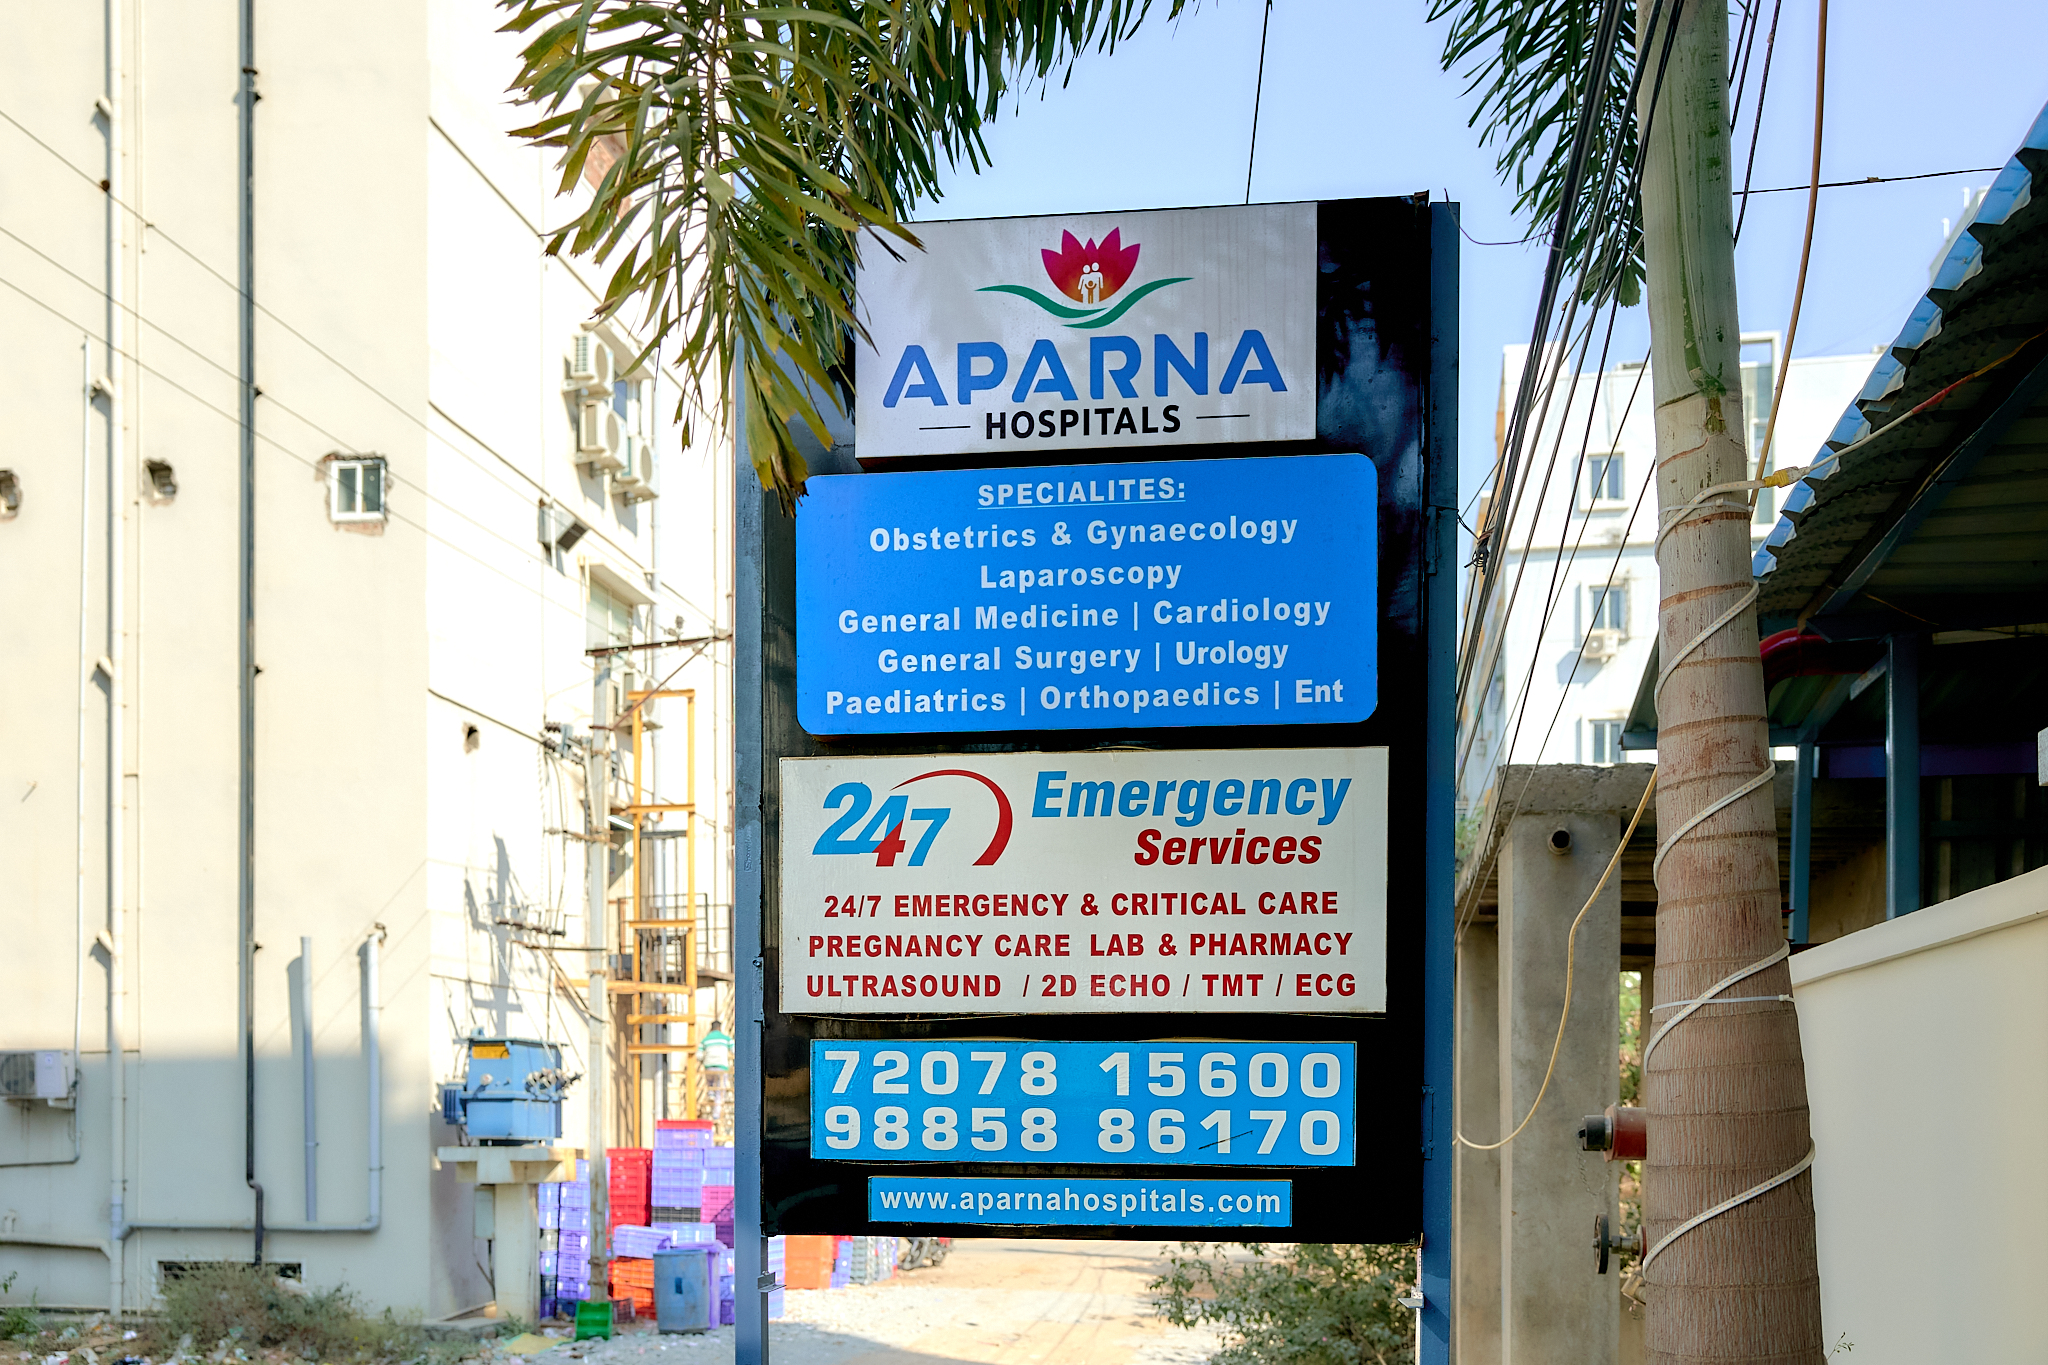 APARNA
HOSPITALS
SPECIALITES:
Obstetrics & Gynaecology
Laparoscopy
General Medicine | Cardiology
General Surgery | Urology
Paediatrics | Orthopaedics | Ent
247 Emergency
Services
24/7 EMERGENCY & CRITICAL CARE
PREGNANCY CARE LAB & PHARMACY
ULTRASOUND / 2D ECHO / TMT / ECG
72078 15600
98858 86170
www.aparnahospitals.com